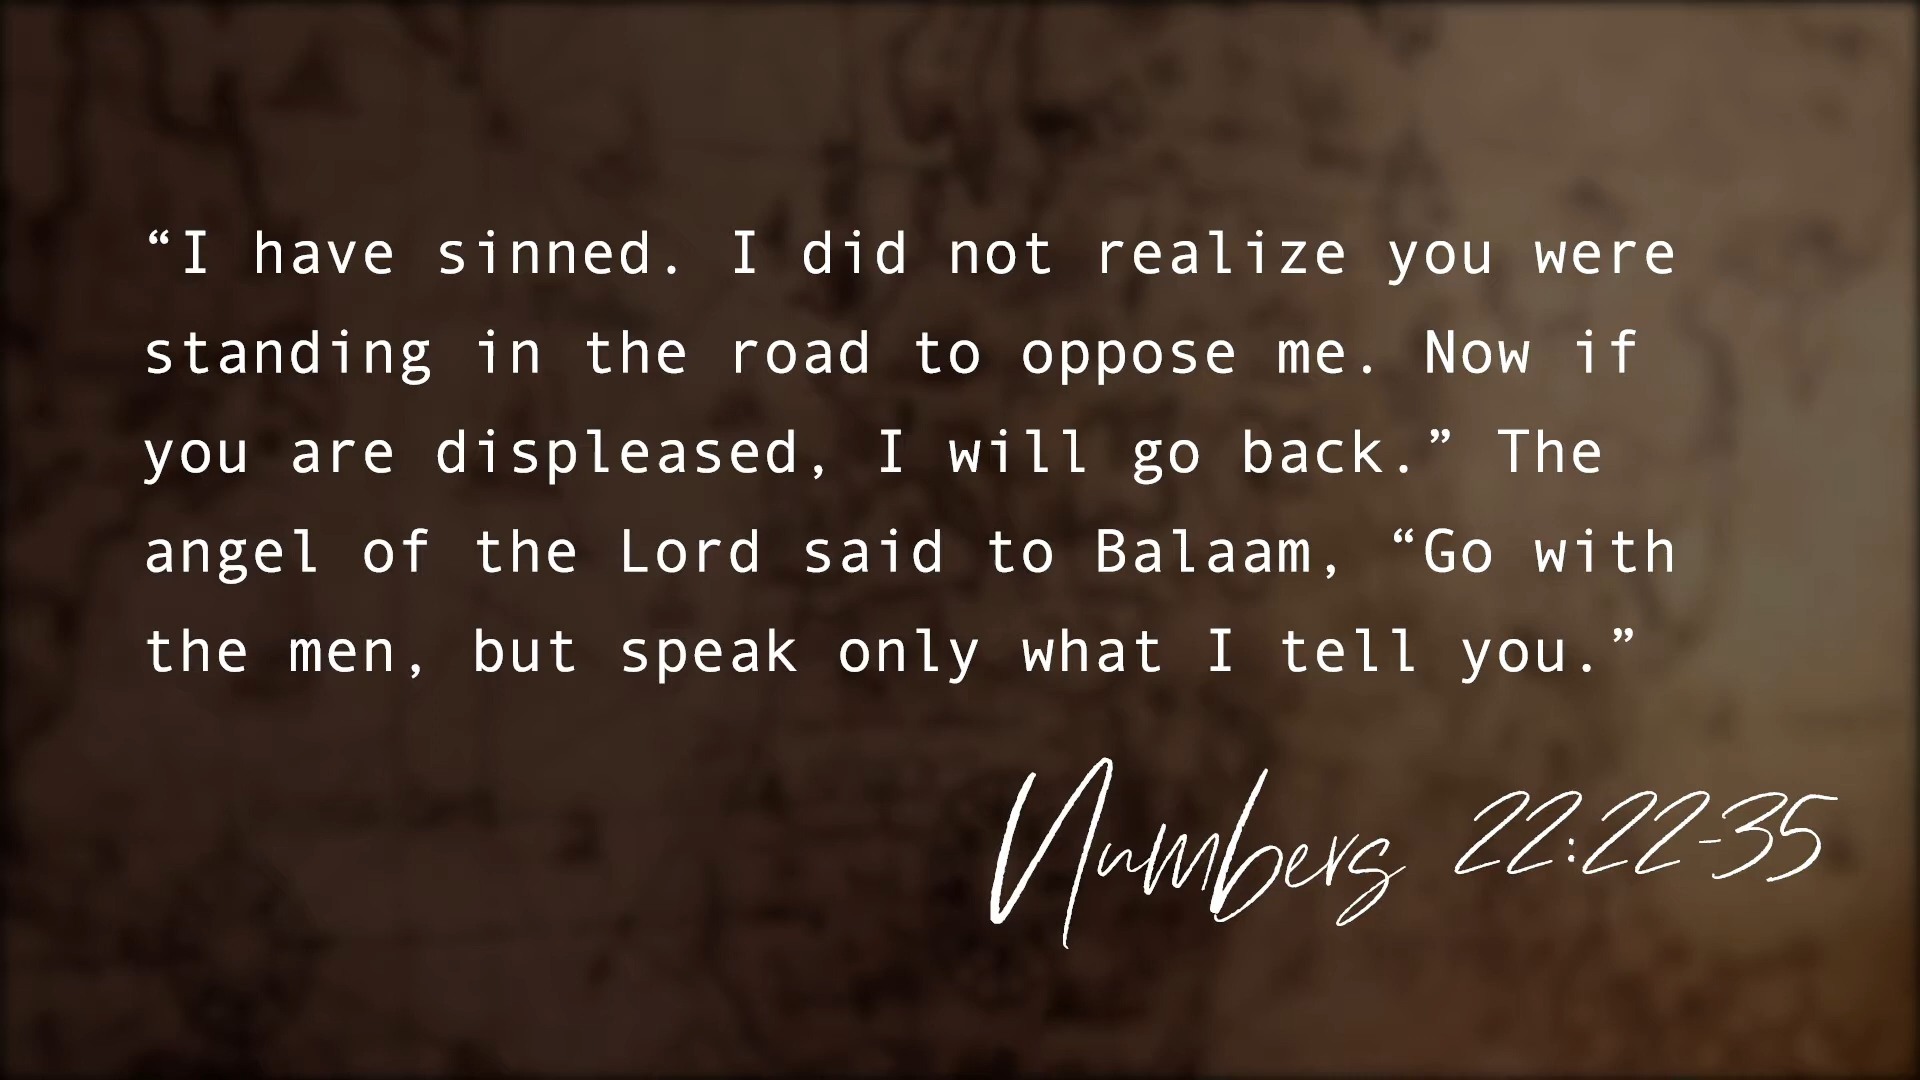 “I have sinned. I did not realize you were
standing in the road to oppose me. Now if
you are displeased, I will go back.” The
angel of the Lord said to Balaam, “Go with
the men, but speak only what I tell you.”
Numbers 22:22-35